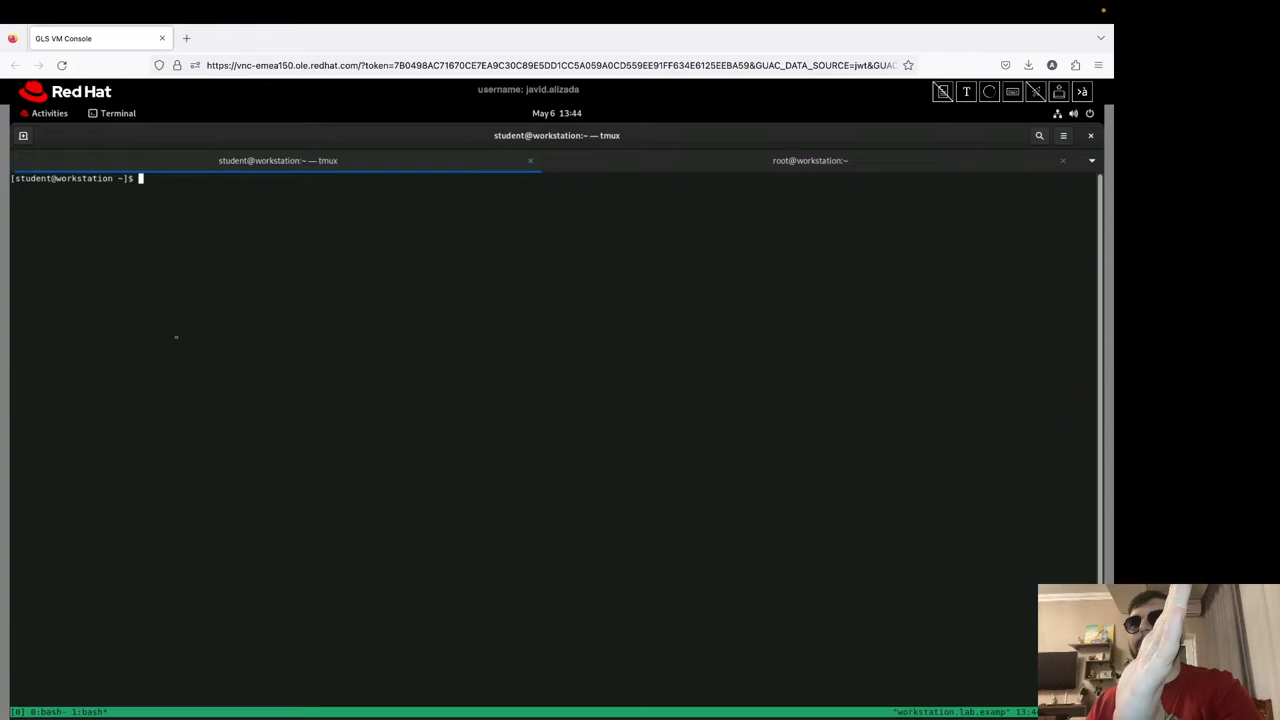 GLS VM Console
https://vnc-emea150.ole.redhat.com/?token=7B0498AC71670CE7EA9C30C89E5DD1CC5A059A0CD559EE91FF634E6125EEBA59&GUAC_DATA_SOURCE=jwt&GUAC
Red Hat
username: javid.alizada
T
>à
Activities
Terminal
May 6 13:44
student@workstation:~ — tmux
student@workstation:~ — tmux
root@workstation:~
[student@workstation ~]$
[0] 0:bash- 1:bash*
"workstation.lab.examp" 13:4